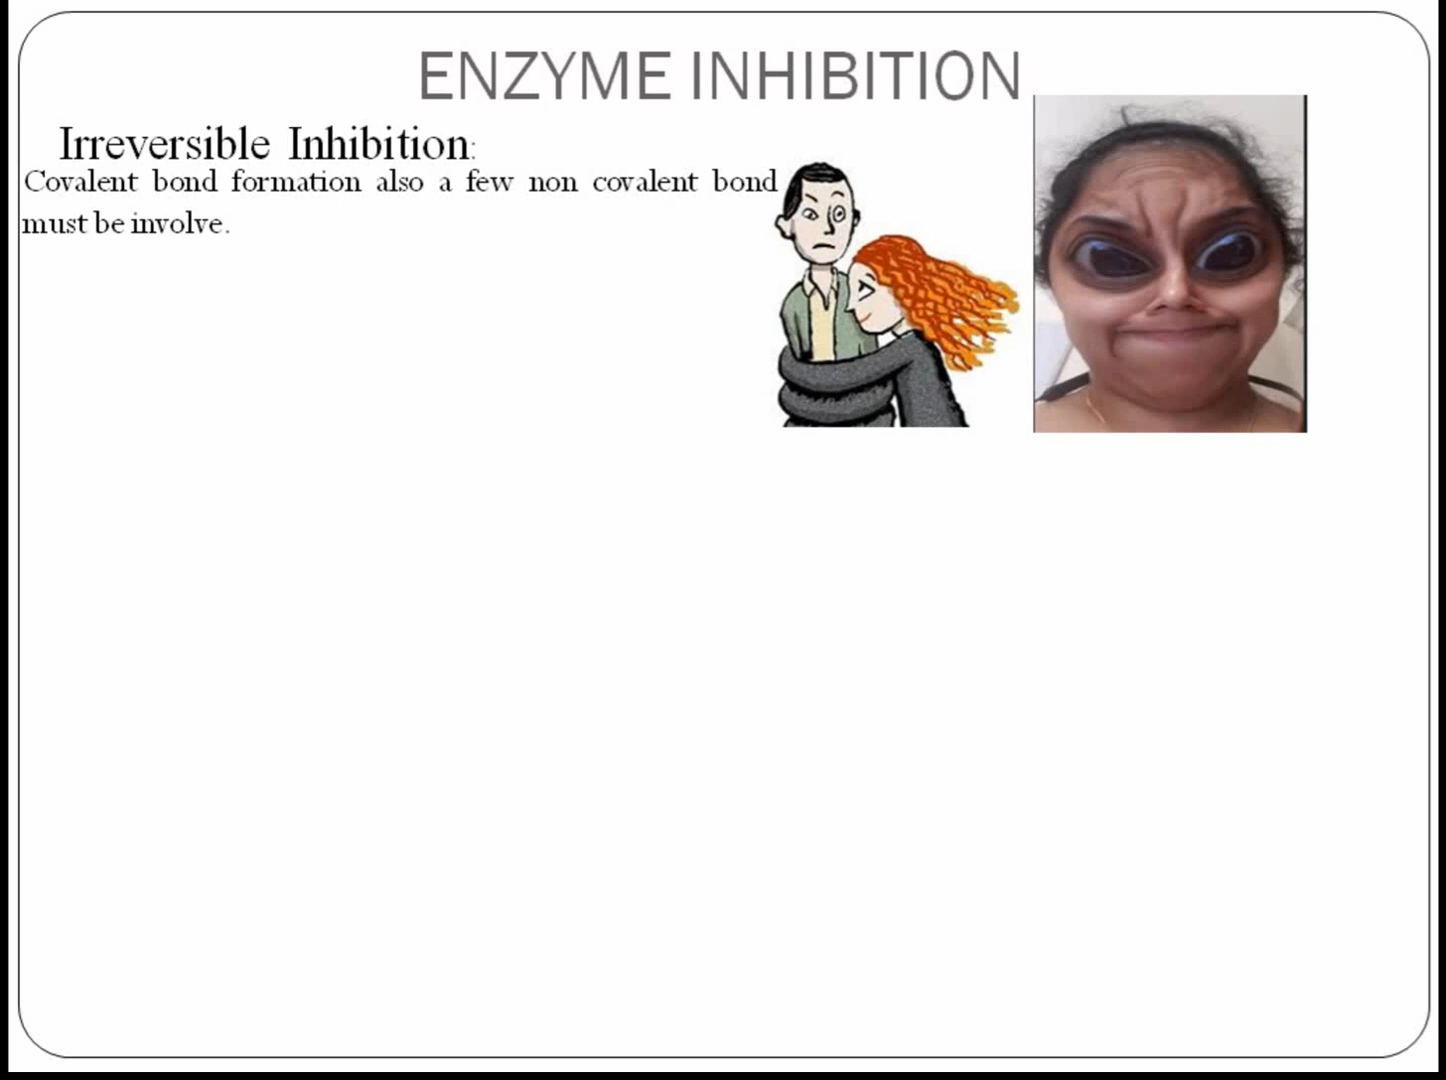 ENZYME INHIBITION
Irreversible Inhibition:
Covalent bond formation also a few non covalent bond
must be involve.